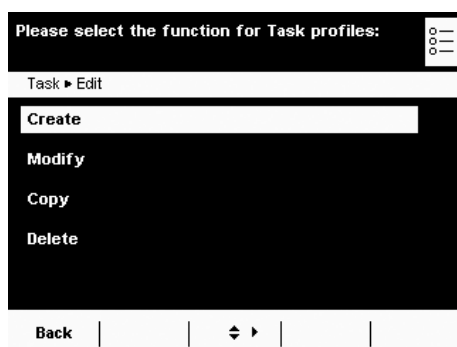 Please select the function for Task profiles:
Task ▸ Edit
Create
Modify
Copy
Delete
Back